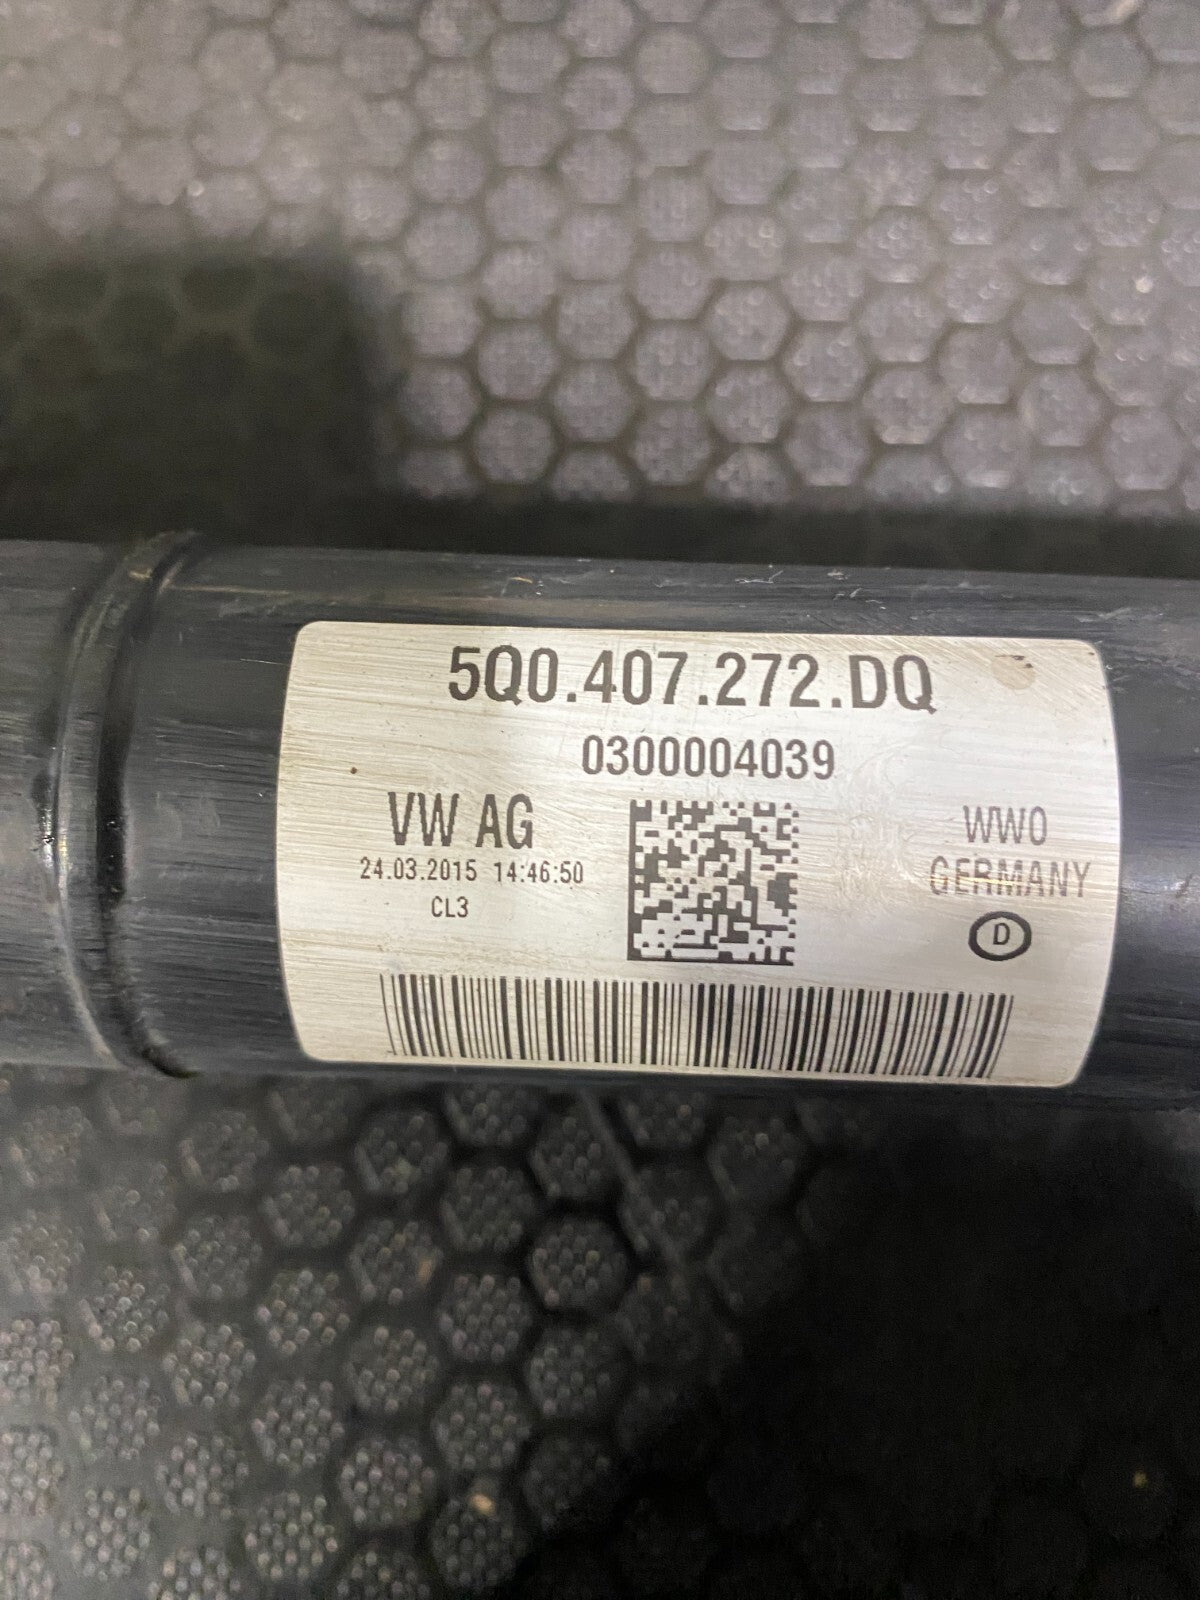 5Q0.407.272.DQ
0300004039
VW AG
24.03.2015 14:46:50
CL3
WW0
GERMANY
D